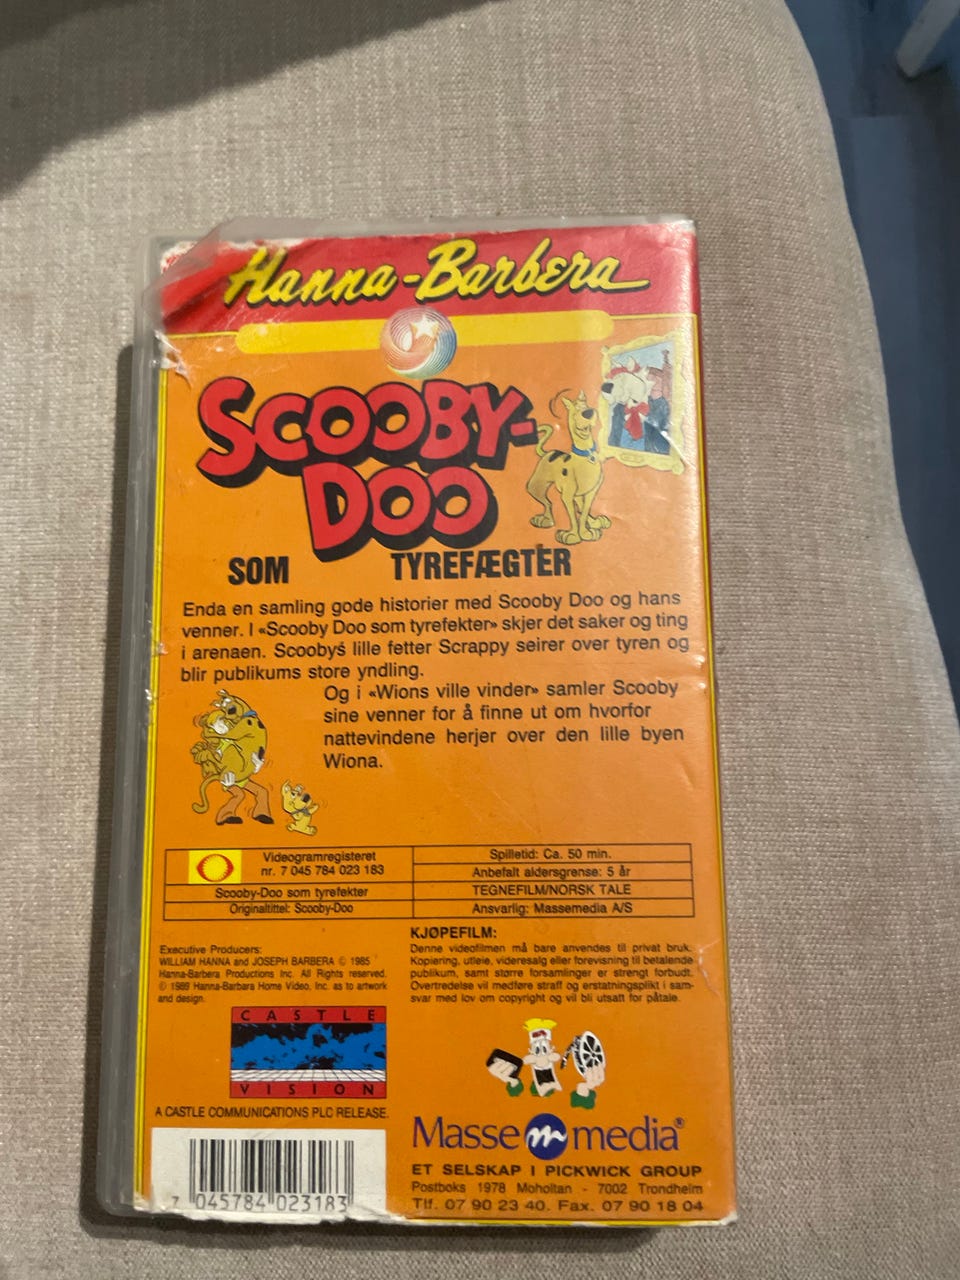 Hanna-Barbera
SCOOBY-
DOO
SOM TYREFÆGTER
Enda en samling gode historier med Scooby Doo og hans
venner. I «Scooby Doo som tyrefekter» skjer det saker og ting
i arenaen. Scoobyś lille fetter Scrappy seirer over tyren og
blir publikums store yndling.
Og i «Wions ville vinder» samler Scooby
sine venner for å finne ut om hvorfor
nattevindene herjer over den lille byen
Wiona.
Videogramregisteret
nr. 7 045 784 023 183
Scooby-Doo som tyrefekter
Originaltittel: Scooby-Doo
Spilletid: Ca. 50 min.
Anbefalt aldersgrense: 5 år
TEGNEFILM/NORSK TALE
Ansvarlig: Massemedia A/S
Executive Producers:
WILLIAM HANNA and JOSEPH BARBERA © 1985
Hanna-Barbera Productions Inc. All Rights reserved.
© 1989 Hanna-Barbara Home Video, Inc. as to artwork
and design.
KJØPEFILM:
Denne videofilmen må bare anvendes til privat bruk.
Kopiering, utleie, videresalg eller forevisning til betalende
publikum, samt større forsamlinger er strengt forbudt.
Overtredelse vil medføre straff og erstatningsplikt i sam-
svar med lov om copyright og vil bli utsatt for påtale.
CASTLE
VISION
A CASTLE COMMUNICATIONS PLC RELEASE.
7 045784 023183
Masse m media®
ET SELSKAP I PICKWICK GROUP
Postboks 1978 Moholtan - 7002 Trondheim
Tlf. 07 90 23 40. Fax. 07 90 18 04